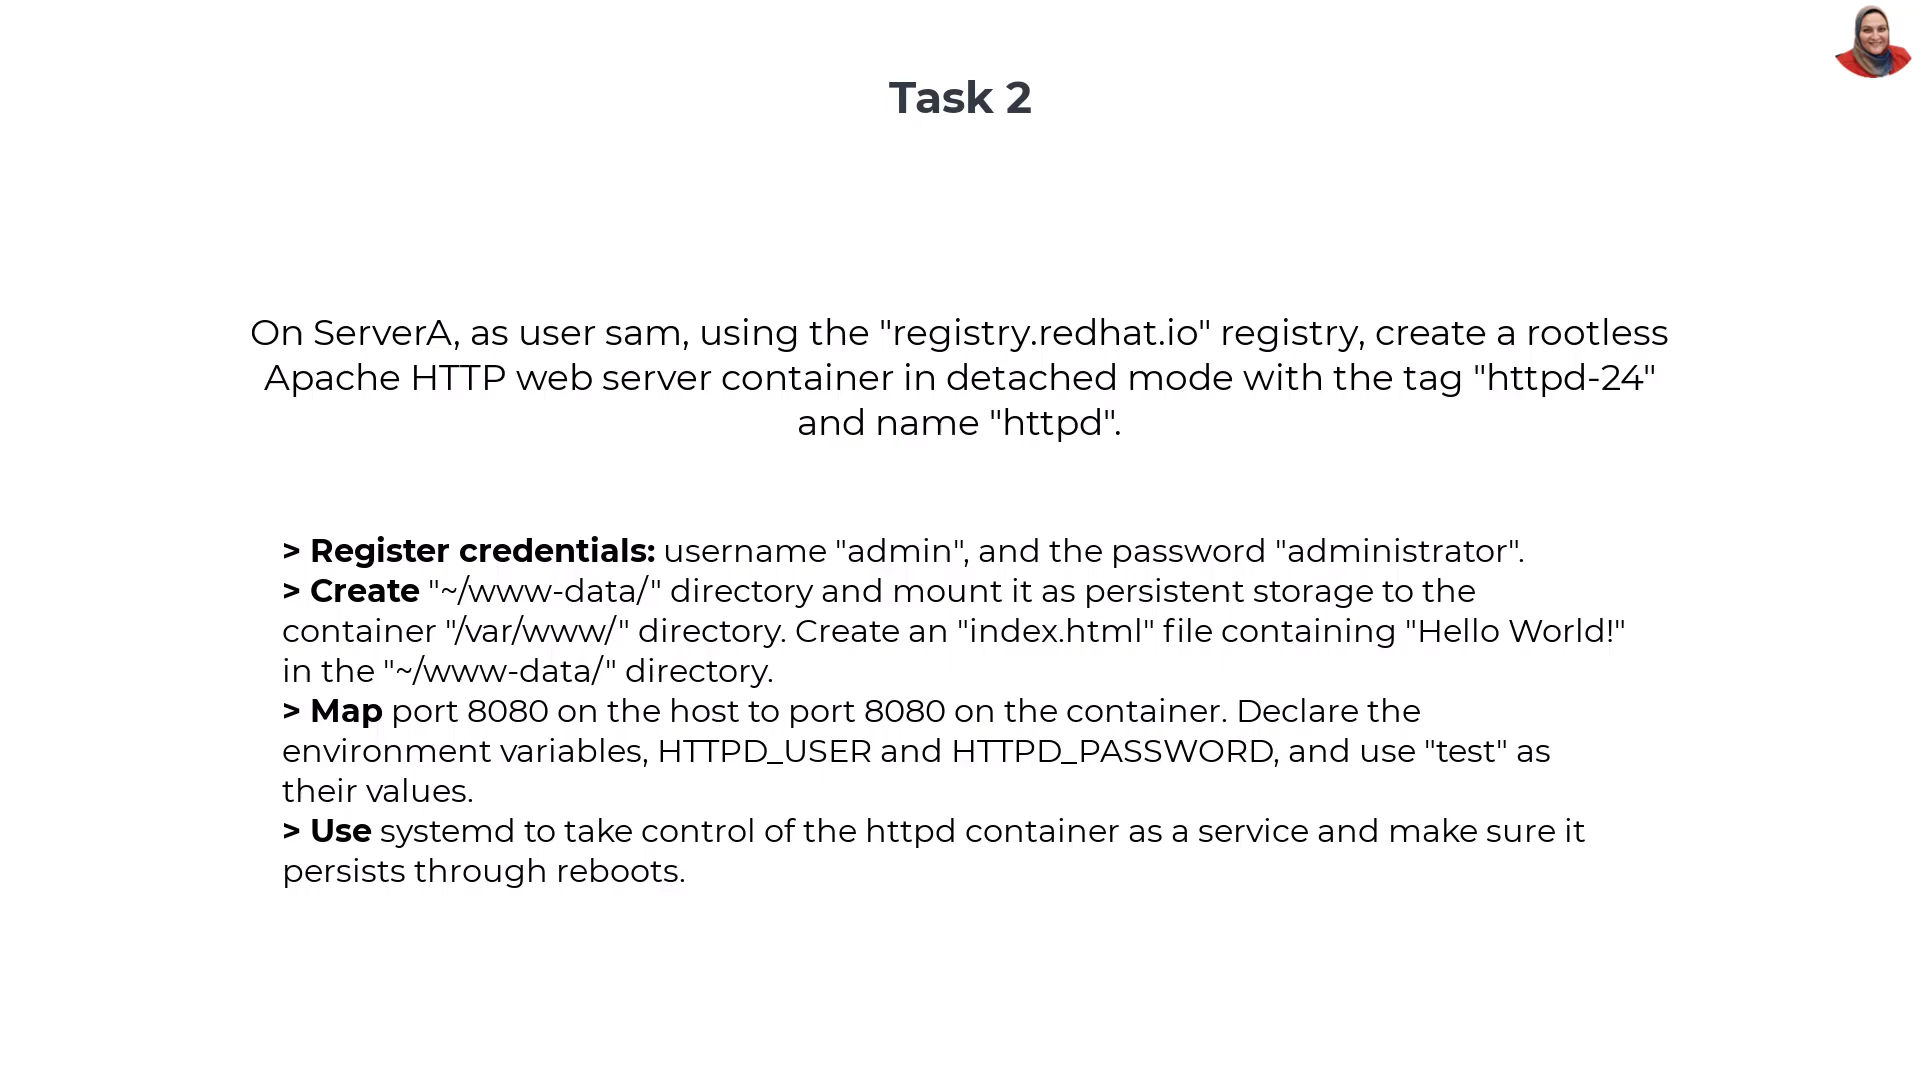 Task 2
On ServerA, as user sam, using the "registry.redhat.io" registry, create a rootless
Apache HTTP web server container in detached mode with the tag "httpd-24"
and name "httpd".
> Register credentials: username "admin", and the password "administrator".
> Create "~/www-data/" directory and mount it as persistent storage to the
container "/var/www/" directory. Create an "index.html" file containing "Hello World!"
in the "~/www-data/" directory.
> Map port 8080 on the host to port 8080 on the container. Declare the
environment variables, HTTPD_USER and HTTPD_PASSWORD, and use "test" as
their values.
> Use systemd to take control of the httpd container as a service and make sure it
persists through reboots.